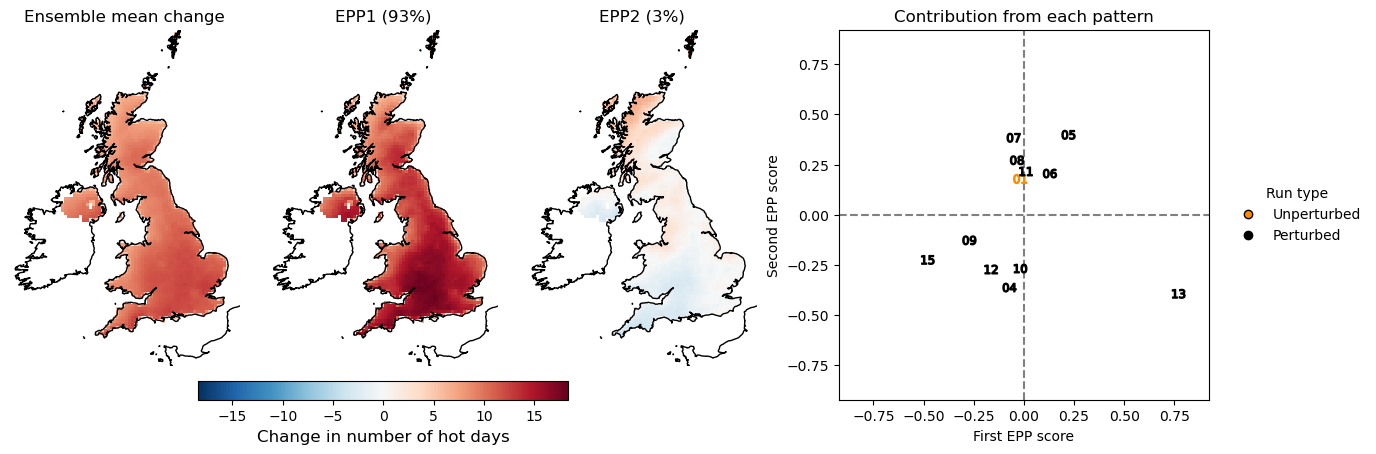 Ensemble mean change
EPP1 (93%)
EPP2 (3%)
Contribution from each pattern
−15 −10 −5 0 5 10 15
Change in number of hot days
0.75
0.50
0.25
0.00
−0.25
−0.50
−0.75
Second EPP score
07
05
08
11
06
01
09
15
12
10
04
13
−0.75 −0.50 −0.25 0.00 0.25 0.50 0.75
First EPP score
Run type
Unperturbed
Perturbed